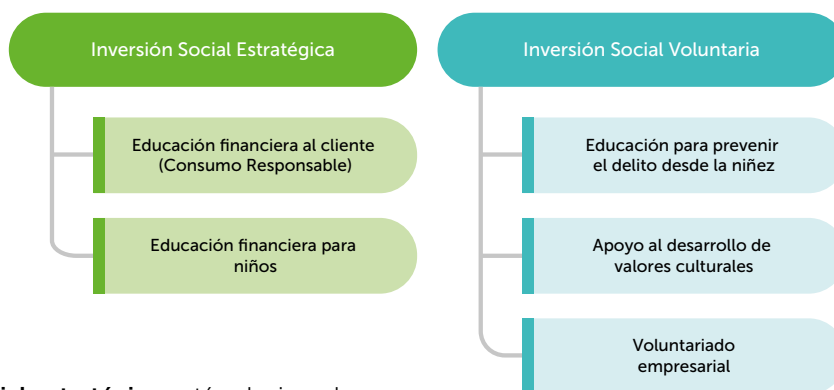 Inversión Social Estratégica
Educación financiera al cliente
(Consumo Responsable)
Educación financiera para
niños
Inversión Social Voluntaria
Educación para prevenir
el delito desde la niñez
Apoyo al desarrollo de
valores culturales
Voluntariado
empresarial